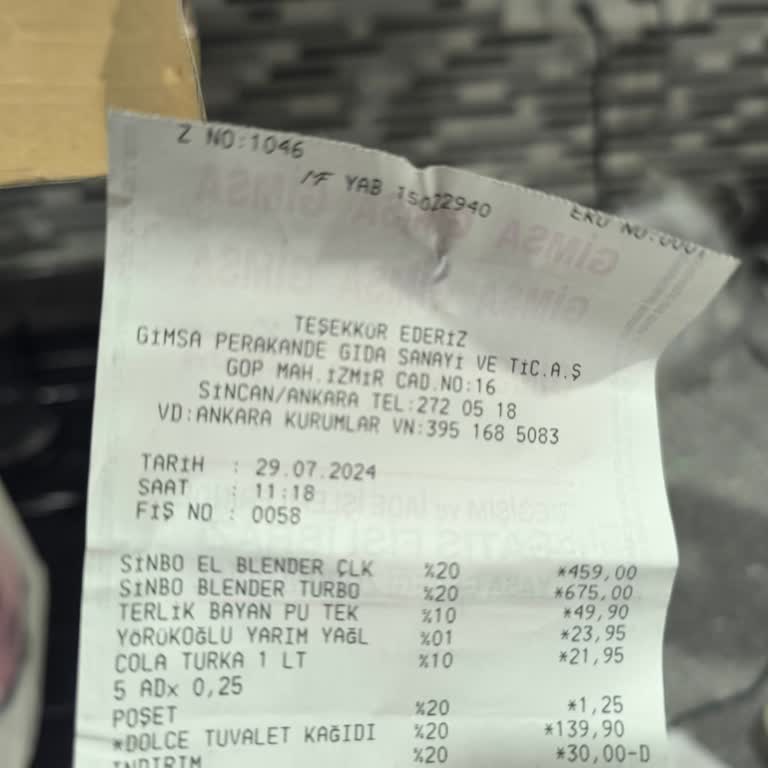 Z NO:1046
MF YAB 15022940
EKU NO:0001
TEŞEKKÜR EDERİZ
GİMSA PERAKANDE GIDA SANAYİ VE TİC.A.Ş
GOP MAH.İZMİR CAD.NO:16
SİNCAN/ANKARA TEL:272 05 18
VD:ANKARA KURUMLAR VN:395 168 5083
TARİH : 29.07.2024
SAAT : 11:18
FİŞ NO : 0058
SİNBO EL BLENDER ÇLK %20 *459,00
SİNBO BLENDER TURBO %20 *675,00
TERLİK BAYAN PU TEK %10 *49,90
YÖRÜKOĞLU YARIM YAĞL %01 *23,95
COLA TURKA 1 LT %10 *21,95
5 ADx 0,25
POŞET %20 *1,25
*DOLCE TUVALET KAĞIDI %20 *139,90
İNDİRİM %20 *30,00-D